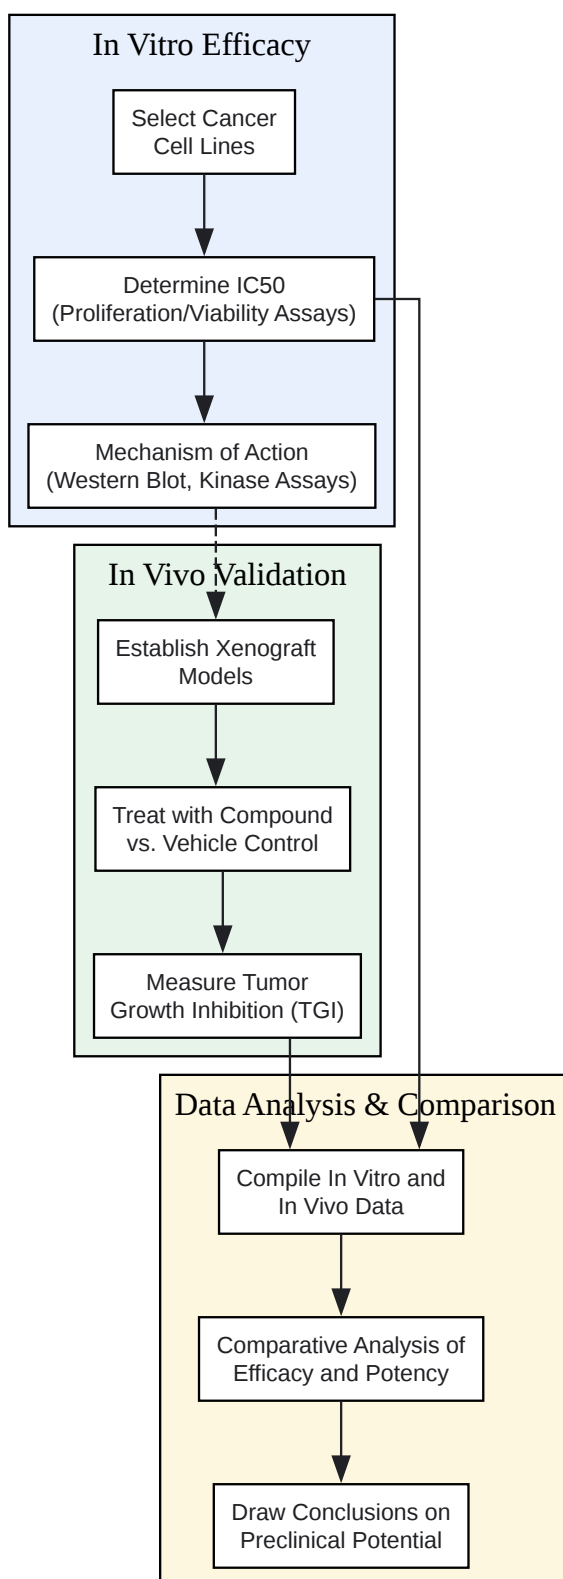 In Vitro Efficacy
Select Cancer
Cell Lines
Determine IC50
(Proliferation/Viability Assays)
Mechanism of Action
(Western Blot, Kinase Assays)
In Vivo Validation
Establish Xenograft
Models
Treat with Compound
vs. Vehicle Control
Measure Tumor
Growth Inhibition (TGI)
Data Analysis & Comparison
Compile In Vitro and
In Vivo Data
Comparative Analysis of
Efficacy and Potency
Draw Conclusions on
Preclinical Potential